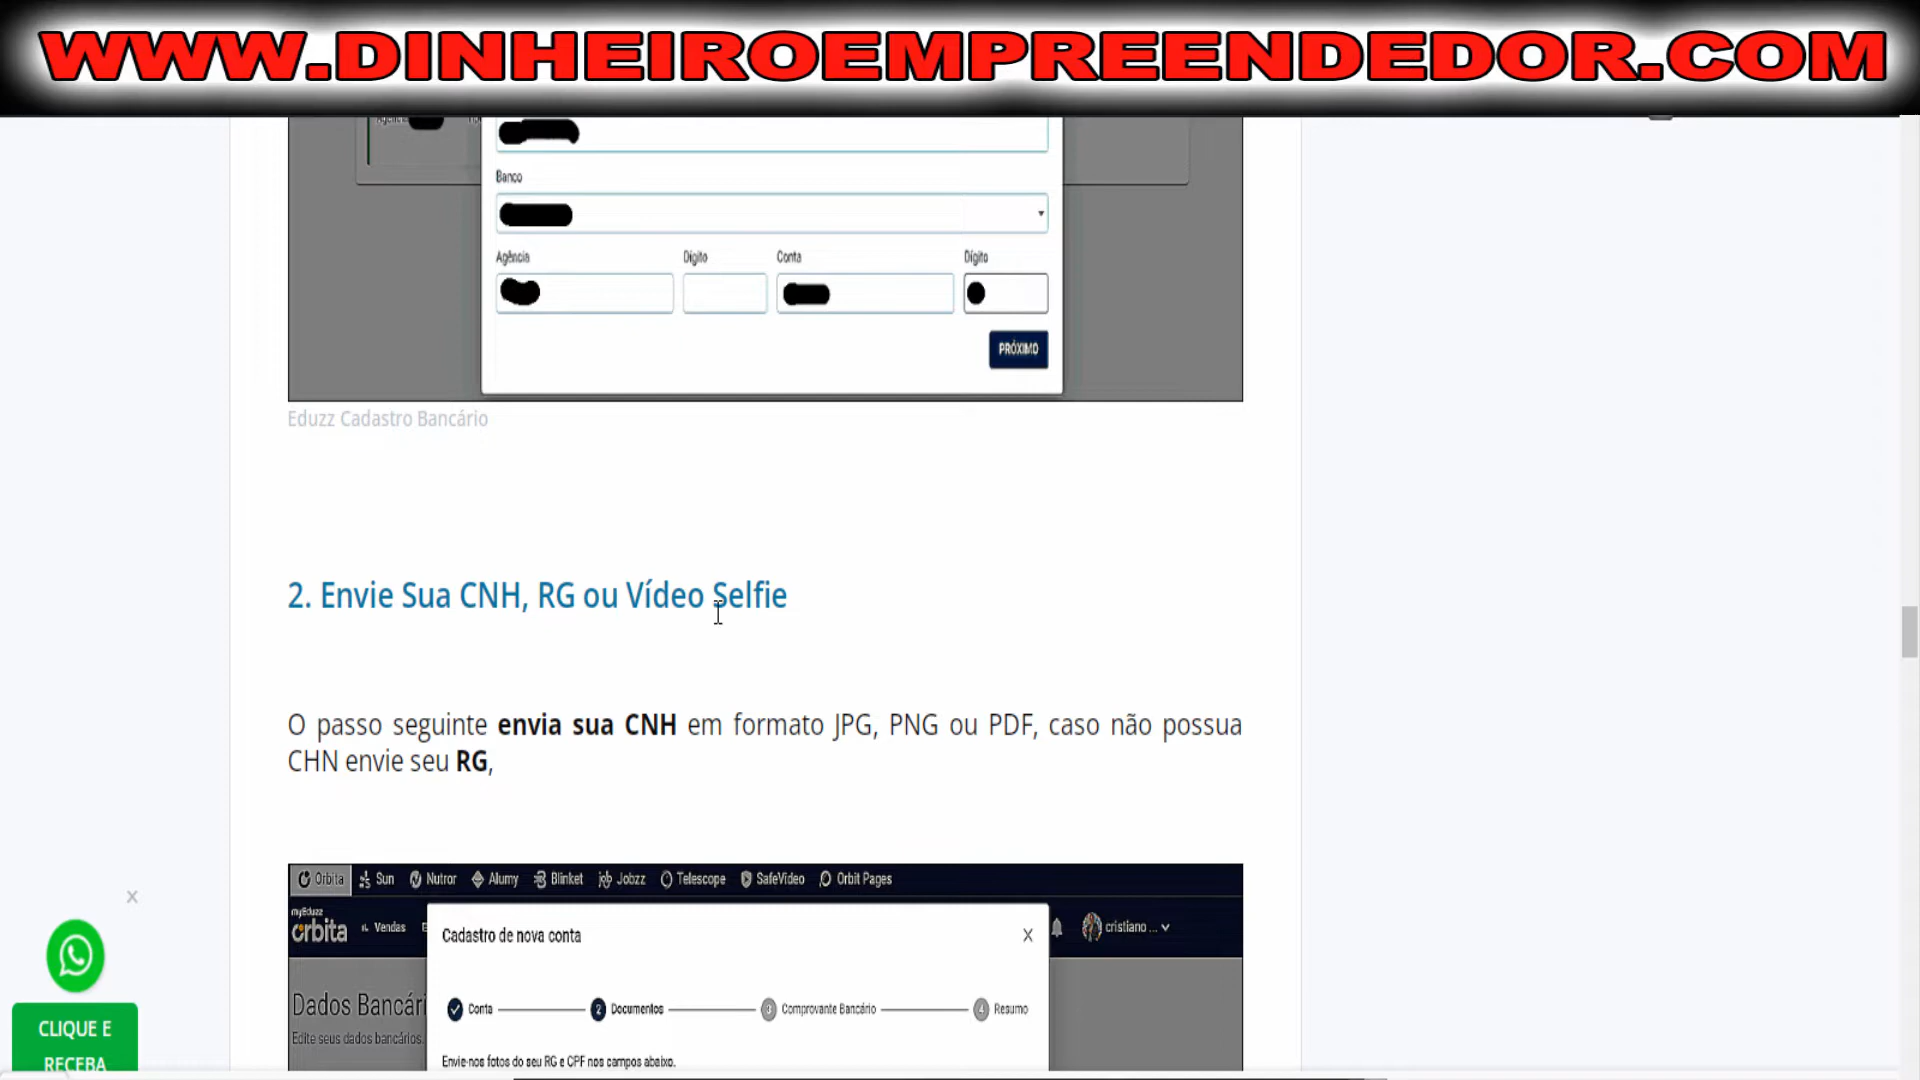 WWW.DINHEIROEMPREENDEDOR.COM
Banco
Agência Dígito Conta Dígito
PRÓXIMO
Eduzz Cadastro Bancário
2. Envie Sua CNH, RG ou Vídeo Selfie
O passo seguinte envia sua CNH em formato JPG, PNG ou PDF, caso não possua
CHN envie seu RG,
Orbita Sun Nutror Alumy Blinket Jobzz Telescope SafeVideo Orbit Pages
myEduzz
orbita Vendas cristiano ...
Cadastro de nova conta X
Dados Bancári
Edite seus dados bancários.
Conta 2 Documentos 3 Comprovante Bancário 4 Resumo
Envie-nos fotos do seu RG e CPF nos campos abaixo.
CLIQUE E
RECEBA